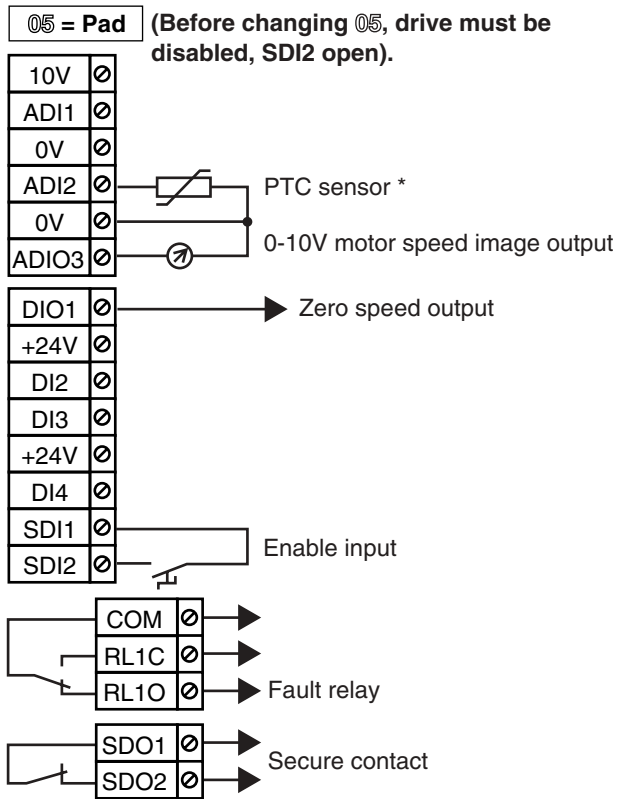 05 = Pad (Before changing 05, drive must be
disabled, SDI2 open).
10V
ADI1
0V
ADI2 PTC sensor *
0V
0-10V motor speed image output
ADIO3
DIO1 Zero speed output
+24V
DI2
DI3
+24V
DI4
SDI1
Enable input
SDI2
COM
RL1C
RL1O Fault relay
SDO1
Secure contact
SDO2